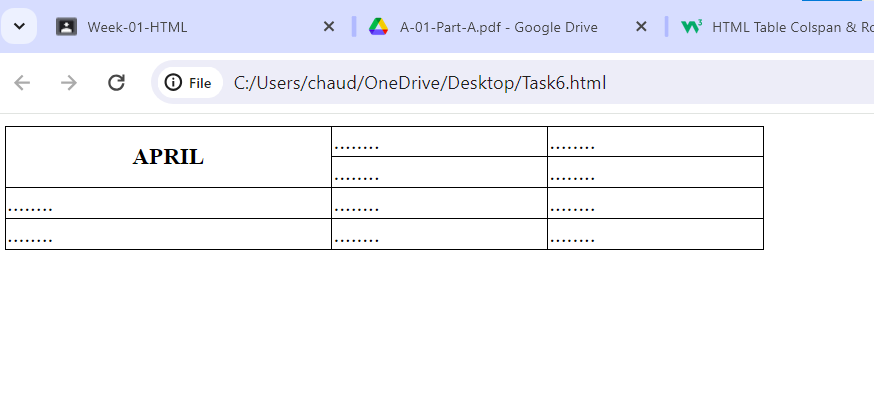 Week-01-HTML
A-01-Part-A.pdf - Google Drive
HTML Table Colspan & Ro
File C:/Users/chaud/OneDrive/Desktop/Task6.html
APRIL ........ ........
........ ........
........ ........ ........
........ ........ ........